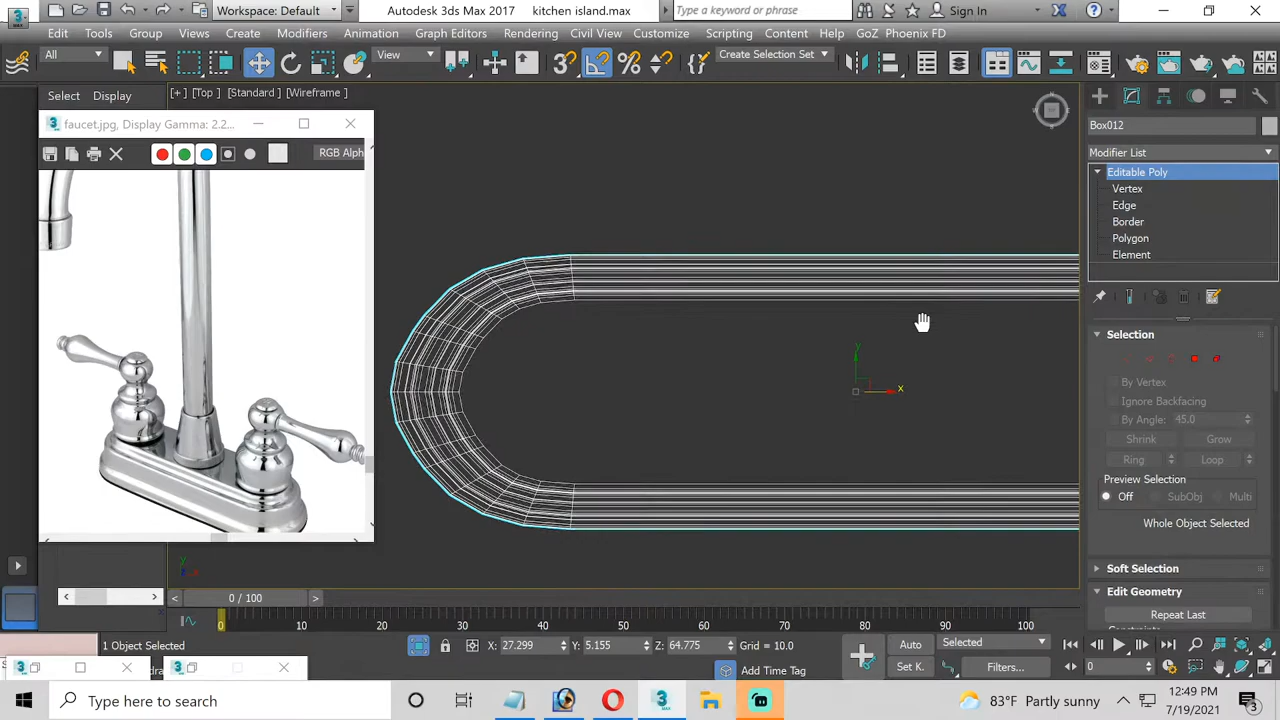 Workspace: Default
Autodesk 3ds Max 2017
kitchen island.max
Type a keyword or phrase
Sign In
Edit Tools Group Views Create Modifiers Animation Graph Editors Rendering Civil View Customize Scripting Content Help GoZ Phoenix FD
All
View
3
Create Selection Set
Select Display
[+] [Top] [Standard] [Wireframe]
faucet.jpg, Display Gamma: 2.2...
RGB Alph
Box012
Modifier List
Editable Poly
Vertex
Edge
Border
Polygon
Element
Selection
By Vertex
Ignore Backfacing
By Angle: 45.0
Shrink Grow
Ring Loop
Preview Selection
Off SubObj Multi
Whole Object Selected
Soft Selection
Edit Geometry
Repeat Last
y
x
0 / 100
0 10 20 30 40 50 60 70 80 90 100
1 Object Selected
X: 27.299 Y: 5.155 Z: 64.775 Grid = 10.0
Auto Selected
Add Time Tag
Set K. Filters...
0
Type here to search
83°F Partly sunny
12:49 PM
7/19/2021
3